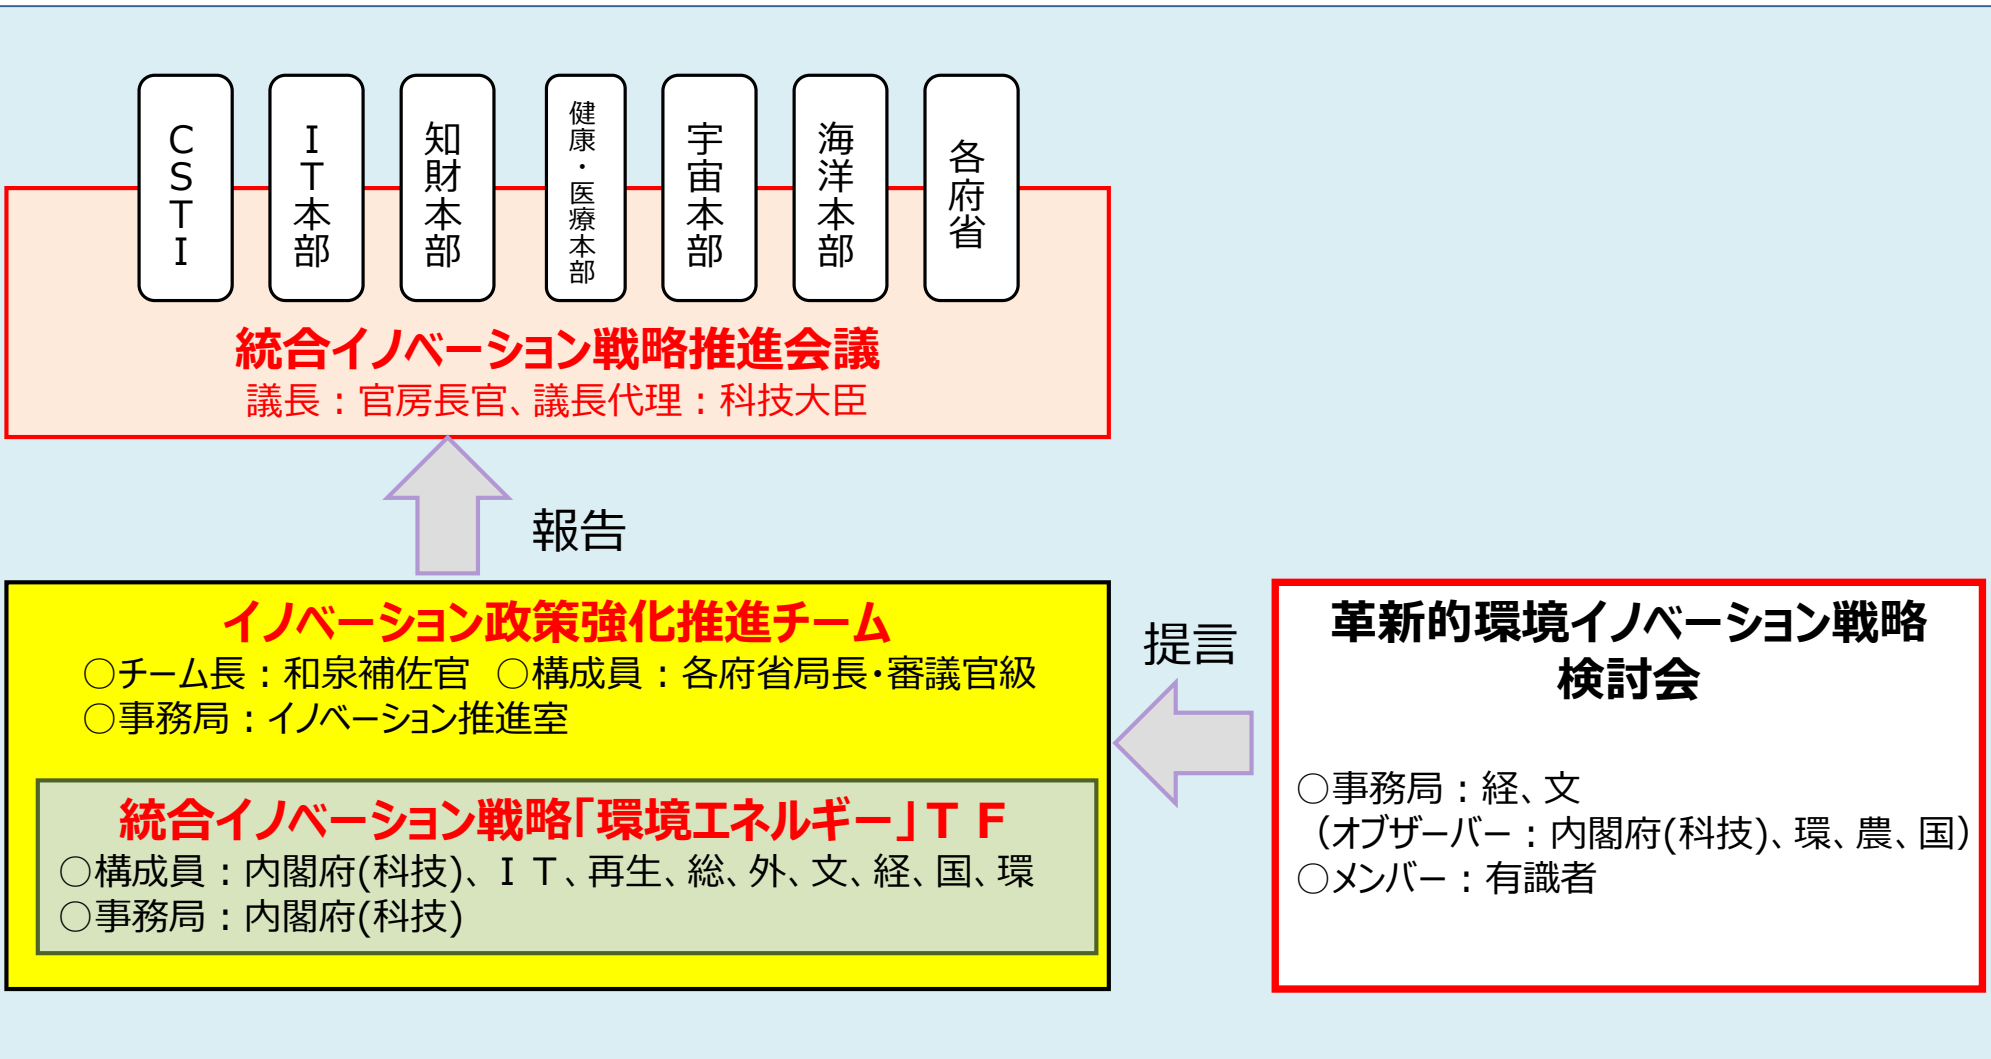 CSTI
IT本部
知財本部
健康・医療本部
宇宙本部
海洋本部
各府省
統合イノベーション戦略推進会議
議長：官房長官、議長代理：科技大臣
報告
イノベーション政策強化推進チーム
○チーム長：和泉補佐官 ○構成員：各府省局長・審議官級
○事務局：イノベーション推進室
統合イノベーション戦略「環境エネルギー」ＴＦ
○構成員：内閣府(科技)、ＩＴ、再生、総、外、文、経、国、環
○事務局：内閣府(科技)
提言
革新的環境イノベーション戦略
検討会
○事務局：経、文
（オブザーバー：内閣府(科技)、環、農、国）
○メンバー：有識者